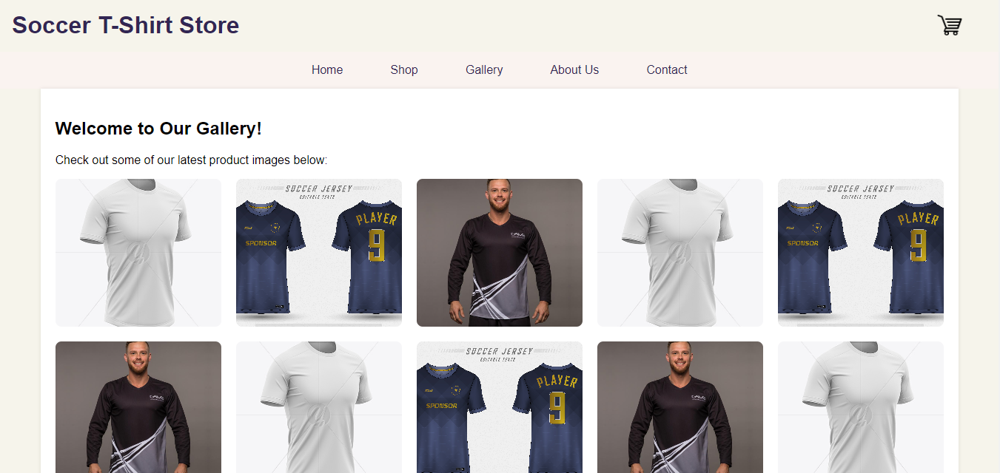 Soccer T-Shirt Store
Home Shop Gallery About Us Contact
Welcome to Our Gallery!
Check out some of our latest product images below:
SOCCER JERSEY
EDITABLE TEXTS
SPONSOR
PLAYER
9
SOCCER JERSEY
EDITABLE TEXTS
SPONSOR
PLAYER
9
SOCCER JERSEY
EDITABLE TEXTS
SPONSOR
PLAYER
9